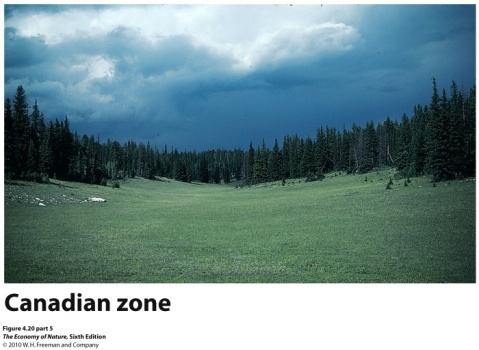 Canadian zone
Figure 4.20 part 5
The Economy of Nature, Sixth Edition
© 2010 W. H. Freeman and Company